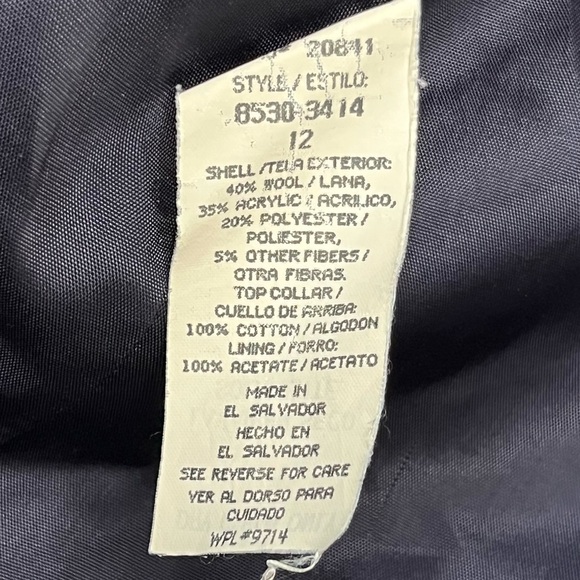 20841
STYLE/ESTILO:
8530-3414
12
SHELL/TELA EXTERIOR:
40% WOOL/LANA,
35% ACRYLIC/ACRILICO,
20% POLYESTER/
POLIESTER,
5% OTHER FIBERS/
OTRA FIBRAS.
TOP COLLAR/
CUELLO DE ARRIBA:
100% COTTON/ALGODON
LINING/FORRO:
100% ACETATE/ACETATO
MADE IN
EL SALVADOR
HECHO EN
EL SALVADOR
SEE REVERSE FOR CARE
VER AL DORSO PARA
CUIDADO
WPL#9714